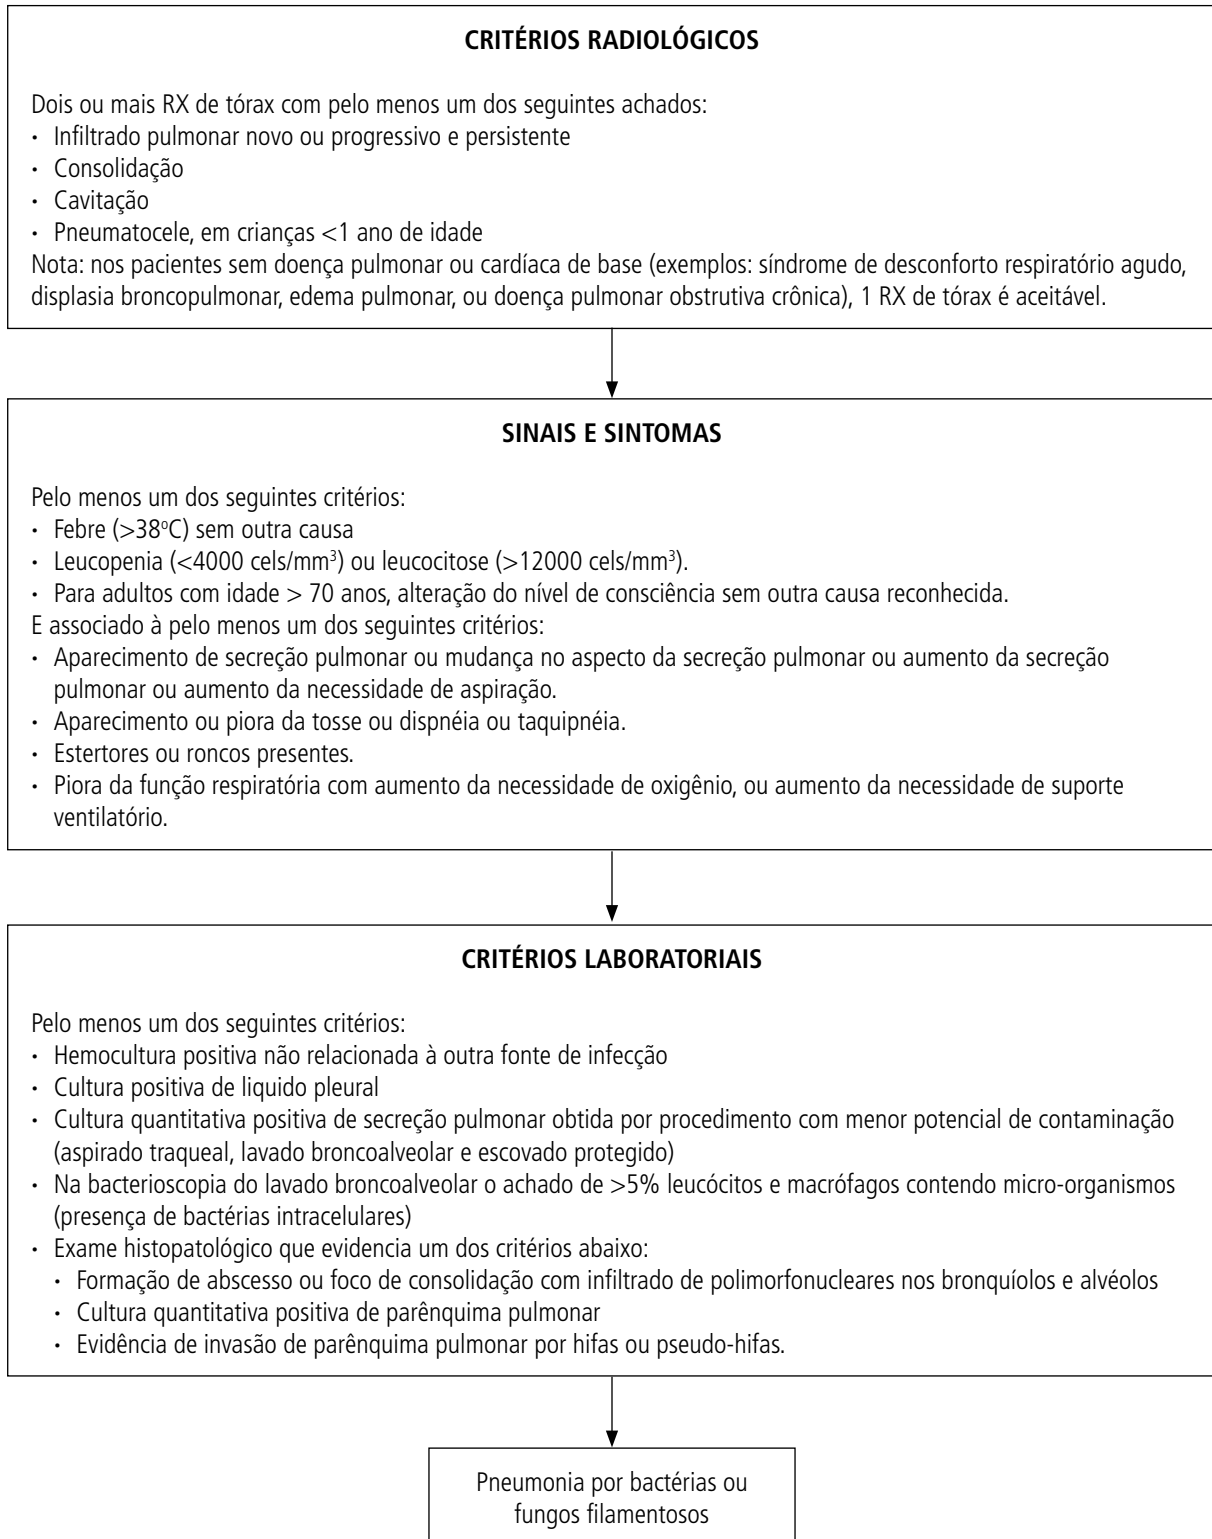 CRITÉRIOS RADIOLÓGICOS
Dois ou mais RX de tórax com pelo menos um dos seguintes achados:
· Infiltrado pulmonar novo ou progressivo e persistente
· Consolidação
· Cavitação
· Pneumatocele, em crianças <1 ano de idade
Nota: nos pacientes sem doença pulmonar ou cardíaca de base (exemplos: síndrome de desconforto respiratório agudo,
displasia broncopulmonar, edema pulmonar, ou doença pulmonar obstrutiva crônica), 1 RX de tórax é aceitável.
SINAIS E SINTOMAS
Pelo menos um dos seguintes critérios:
· Febre (>38ºC) sem outra causa
· Leucopenia (<4000 cels/mm³) ou leucocitose (>12000 cels/mm³).
· Para adultos com idade > 70 anos, alteração do nível de consciência sem outra causa reconhecida.
E associado à pelo menos um dos seguintes critérios:
· Aparecimento de secreção pulmonar ou mudança no aspecto da secreção pulmonar ou aumento da secreção
pulmonar ou aumento da necessidade de aspiração.
· Aparecimento ou piora da tosse ou dispnéia ou taquipnéia.
· Estertores ou roncos presentes.
· Piora da função respiratória com aumento da necessidade de oxigênio, ou aumento da necessidade de suporte
ventilatório.
CRITÉRIOS LABORATORIAIS
Pelo menos um dos seguintes critérios:
· Hemocultura positiva não relacionada à outra fonte de infecção
· Cultura positiva de liquido pleural
· Cultura quantitativa positiva de secreção pulmonar obtida por procedimento com menor potencial de contaminação
(aspirado traqueal, lavado broncoalveolar e escovado protegido)
· Na bacterioscopia do lavado broncoalveolar o achado de >5% leucócitos e macrófagos contendo micro-organismos
(presença de bactérias intracelulares)
· Exame histopatológico que evidencia um dos critérios abaixo:
· Formação de abscesso ou foco de consolidação com infiltrado de polimorfonucleares nos bronquíolos e alvéolos
· Cultura quantitativa positiva de parênquima pulmonar
· Evidência de invasão de parênquima pulmonar por hifas ou pseudo-hifas.
Pneumonia por bactérias ou
fungos filamentosos